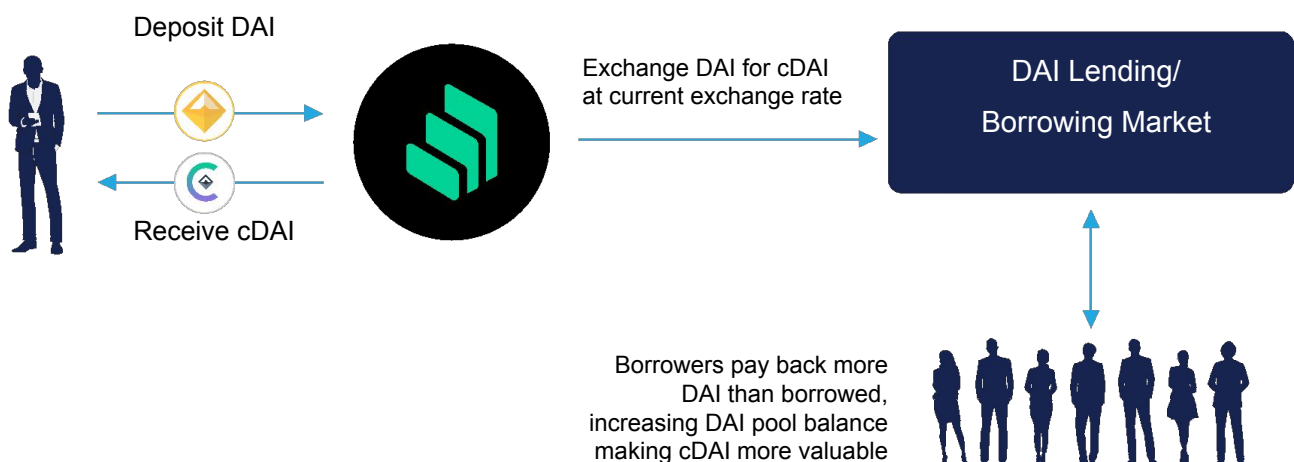 Deposit DAI
Receive cDAI
Exchange DAI for cDAI
at current exchange rate
DAI Lending/
Borrowing Market
Borrowers pay back more
DAI than borrowed,
increasing DAI pool balance
making cDAI more valuable